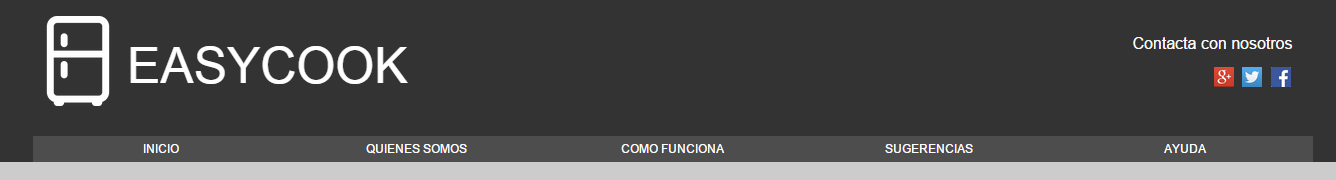 EASYCOOK
Contacta con nosotros
g+ f
INICIO QUIENES SOMOS COMO FUNCIONA SUGERENCIAS AYUDA